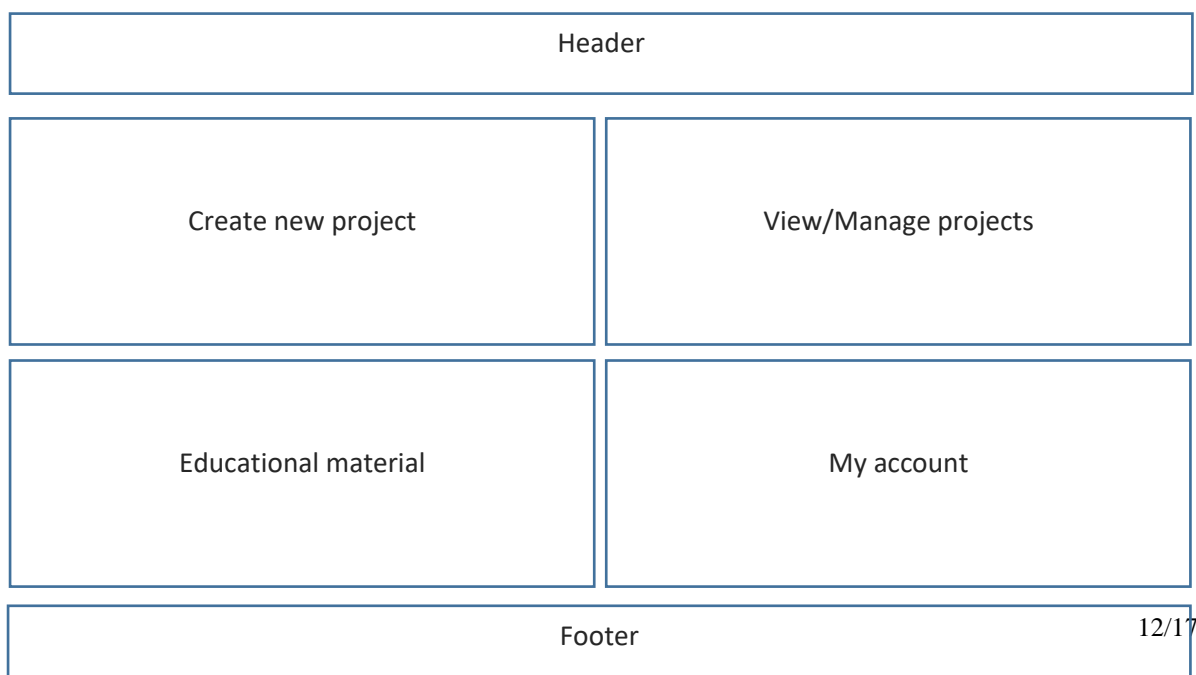 Header
Create new project
View/Manage projects
Educational material
My account
Footer
12/17